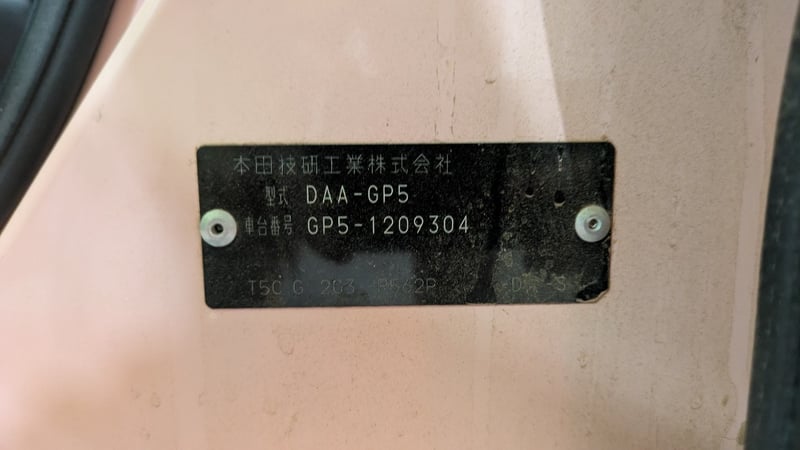 本田技研工業株式会社
型式 DAA-GP5
車台番号 GP5-1209304
T5C G 2G3 R562P